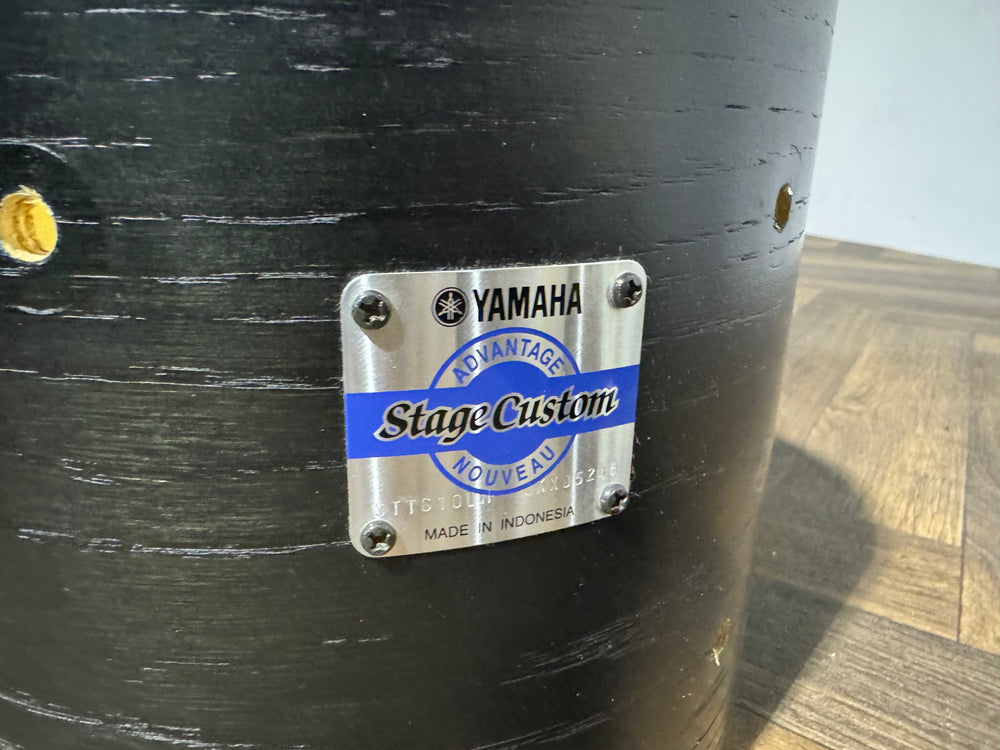 YAMAHA
ADVANTAGE
Stage Custom
NOUVEAU
MADE IN INDONESIA